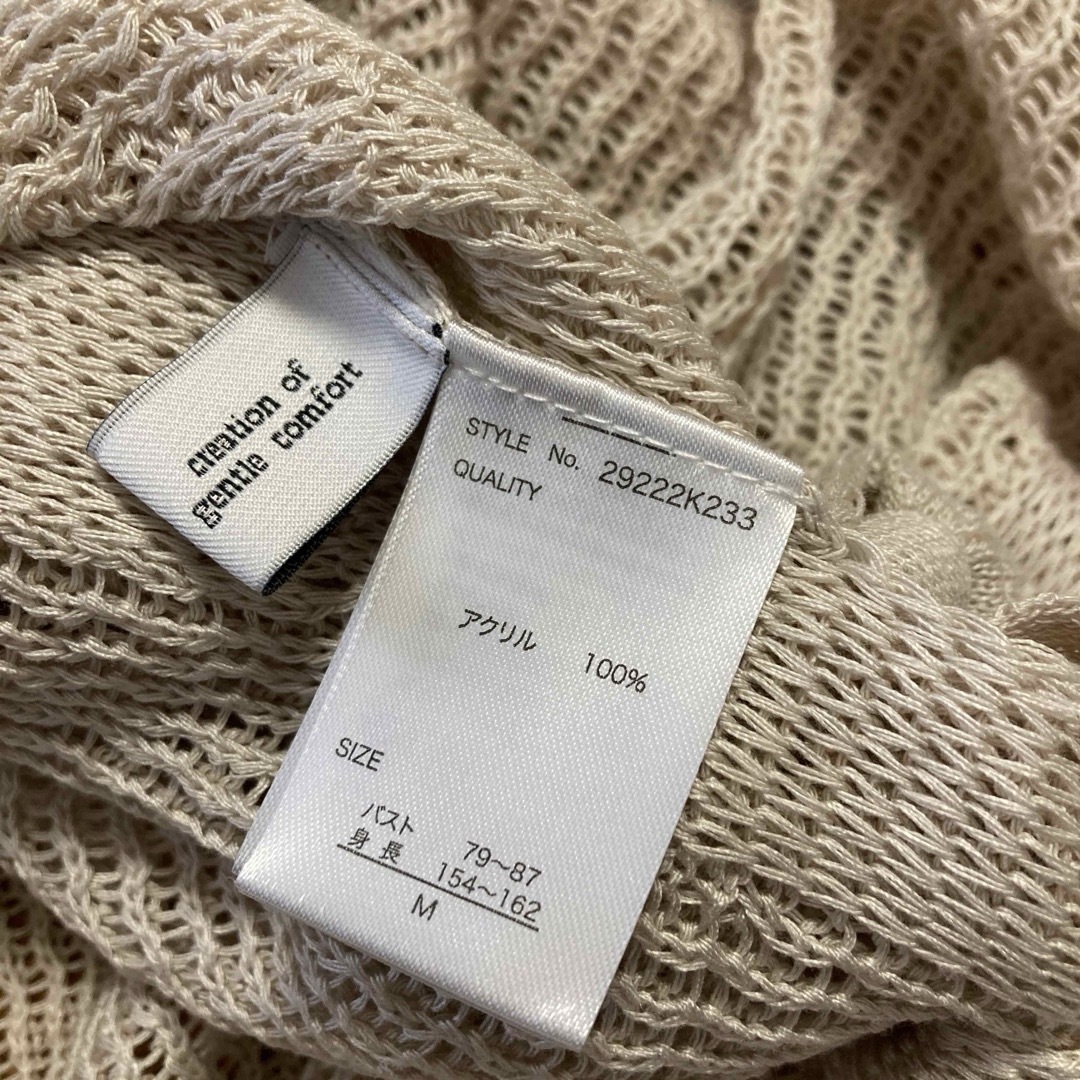 creation of
gentle comfort
STYLE No. 29222K233
QUALITY
アクリル 100%
SIZE
バスト 79～87
身長 154～162
M